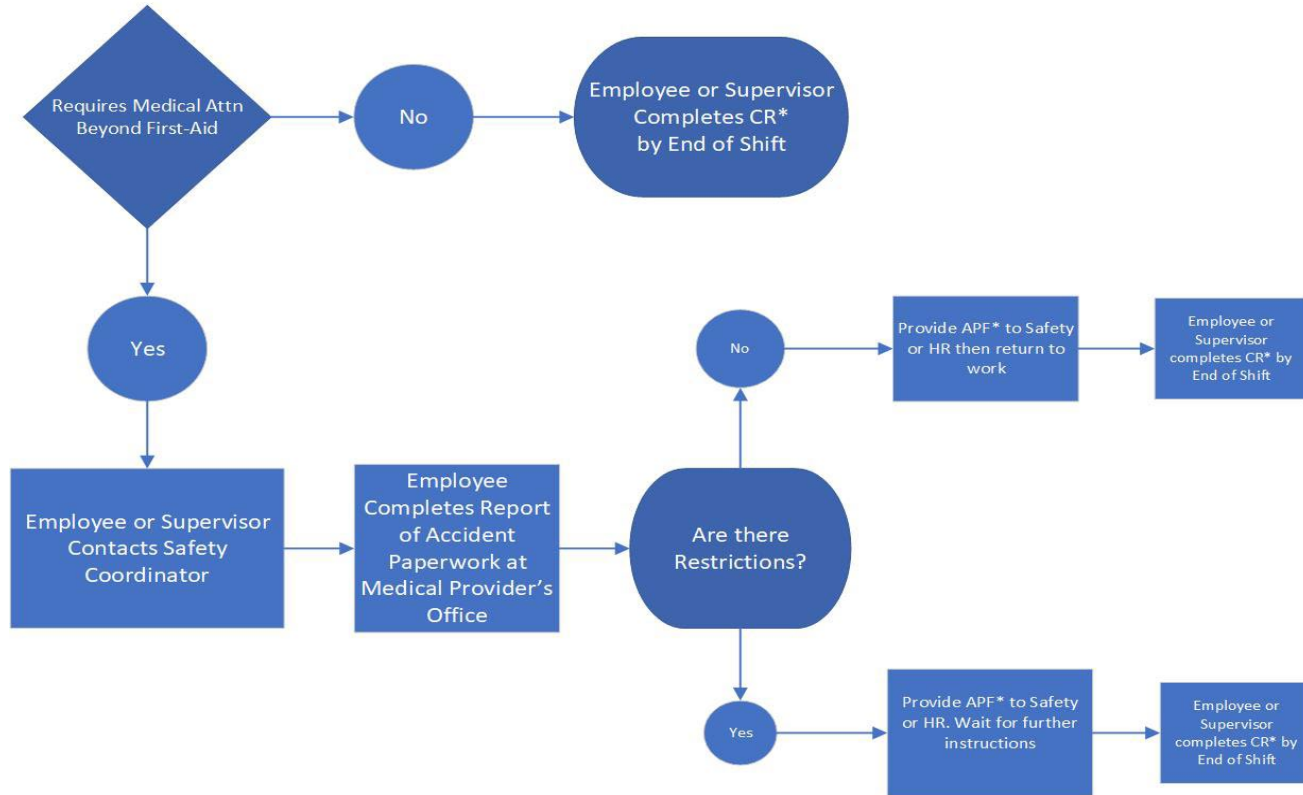 Requires Medical Attn
Beyond First-Aid
No
Employee or Supervisor
Completes CR*
by End of Shift
Yes
Employee or Supervisor
Contacts Safety
Coordinator
Employee
Completes Report
of Accident
Paperwork at
Medical Provider’s
Office
Are there
Restrictions?
No
Provide APF* to Safety
or HR then return to
work
Employee or
Supervisor
completes CR* by
End of Shift
Yes
Provide APF* to Safety
or HR. Wait for further
instructions
Employee or
Supervisor
completes CR* by
End of Shift